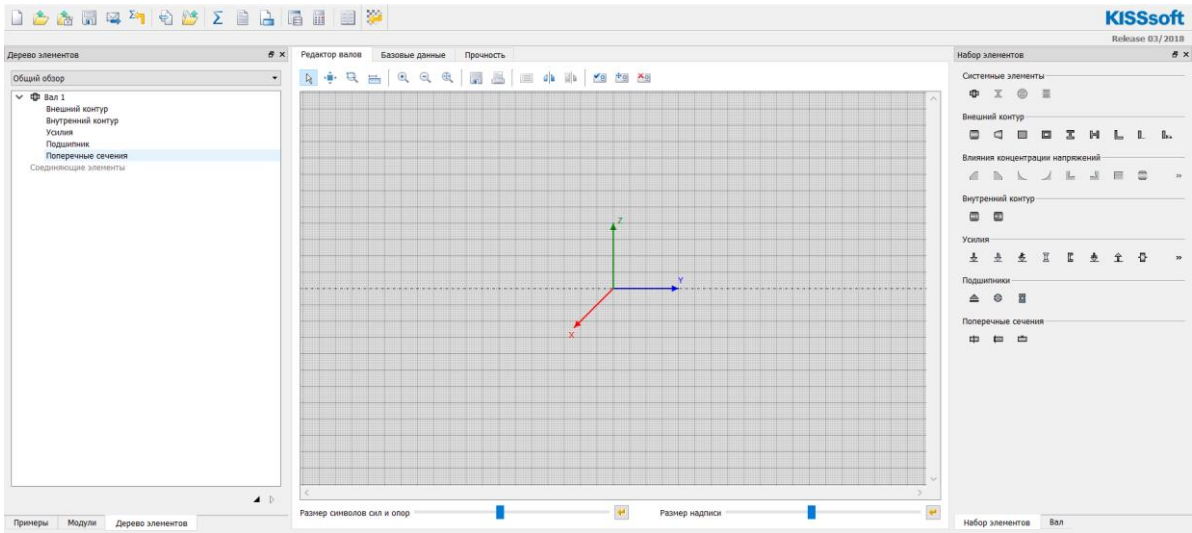 KISSsoft
Release 03/2018
Дерево элементов
Редактор валов Базовые данные Прочность
Набор элементов
Общий обзор
Вал 1
Внешний контур
Внутренний контур
Усилия
Подшипник
Поперечные сечения
Соединяющие элементы
Z
Y
X
Системные элементы
Внешний контур
Влияния концентрации напряжений
Внутренний контур
Усилия
Подшипники
Поперечные сечения
Размер символов сил и опор Размер надписи
Примеры Модули Дерево элементов
Набор элементов Вал